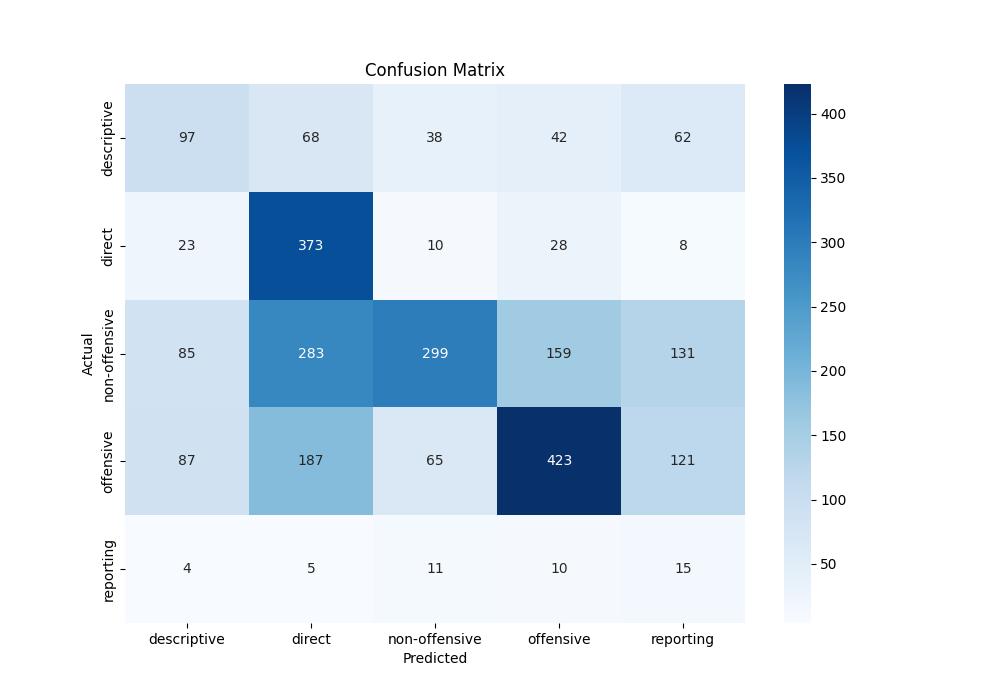 Confusion Matrix
Actual
descriptive
97 68 38 42 62
direct
23 373 10 28 8
non-offensive
85 283 299 159 131
offensive
87 187 65 423 121
reporting
4 5 11 10 15
descriptive direct non-offensive offensive reporting
Predicted
400
350
300
250
200
150
100
50